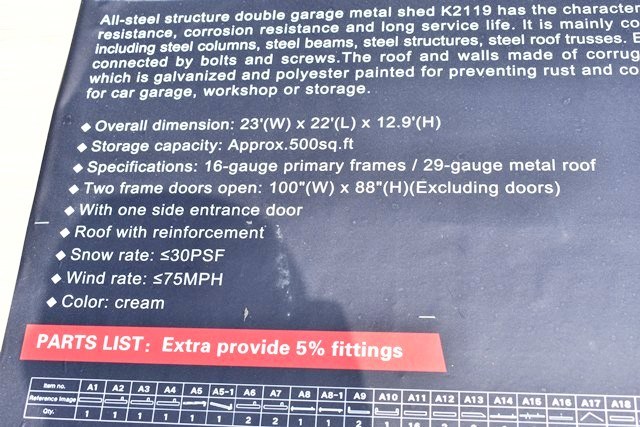 All-steel structure double garage metal shed K2119 has the character
resistance, corrosion resistance and long service life. It is mainly co
including steel columns, steel beams, steel structures, steel roof trusses. E
connected by bolts and screws.The roof and walls made of corrug
which is galvanized and polyester painted for preventing rust and co
for car garage, workshop or storage.
◆ Overall dimension: 23'(W) x 22'(L) x 12.9'(H)
◆ Storage capacity: Approx.500sq.ft
◆ Specifications: 16-gauge primary frames / 29-gauge metal roof
◆ Two frame doors open: 100"(W) x 88"(H)(Excluding doors)
◆ With one side entrance door
◆ Roof with reinforcement
◆ Snow rate: ≤30PSF
◆ Wind rate: ≤75MPH
◆ Color: cream
PARTS LIST: Extra provide 5% fittings
Item no. A1 A2 A3 A4 A5 A5-1 A6 A7 A8 A8-1 A9 A10 A11 A12 A13 A14 A15 A16 A17 A18
Reference Image
Qty. 1 1 1 1 1 1 2 2 1 1 2